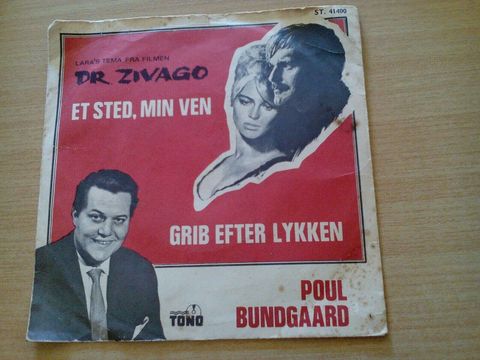 ST. 41400
LARA'S TEMA FRA FILMEN
DR. ZIVAGO
ET STED, MIN VEN
GRIB EFTER LYKKEN
POUL
BUNDGAARD
TONO